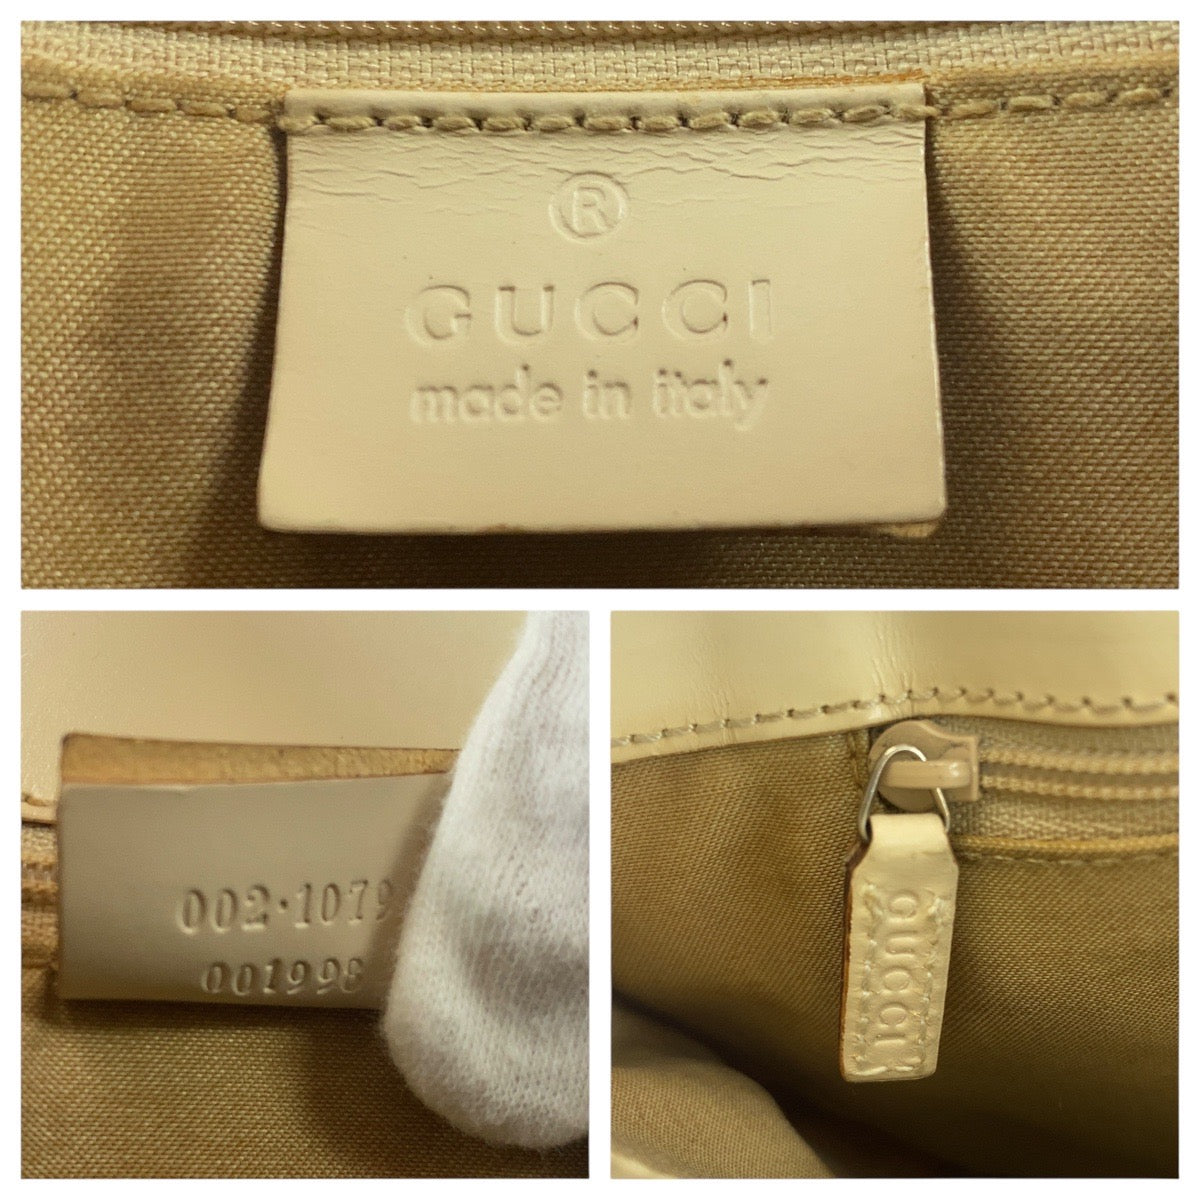 ®
GUCCI
made in italy
002·1079
001998
GUCCI